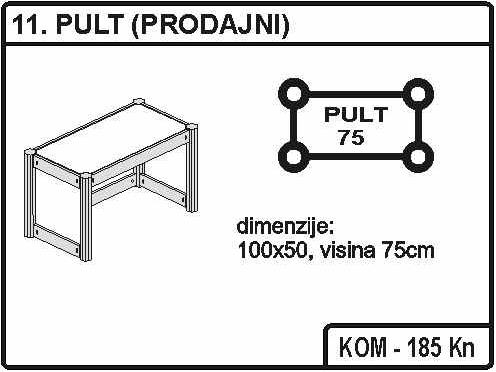 11. PULT (PRODAJNI)
PULT
75
dimenzije:
100x50, visina 75cm
KOM - 185 Kn